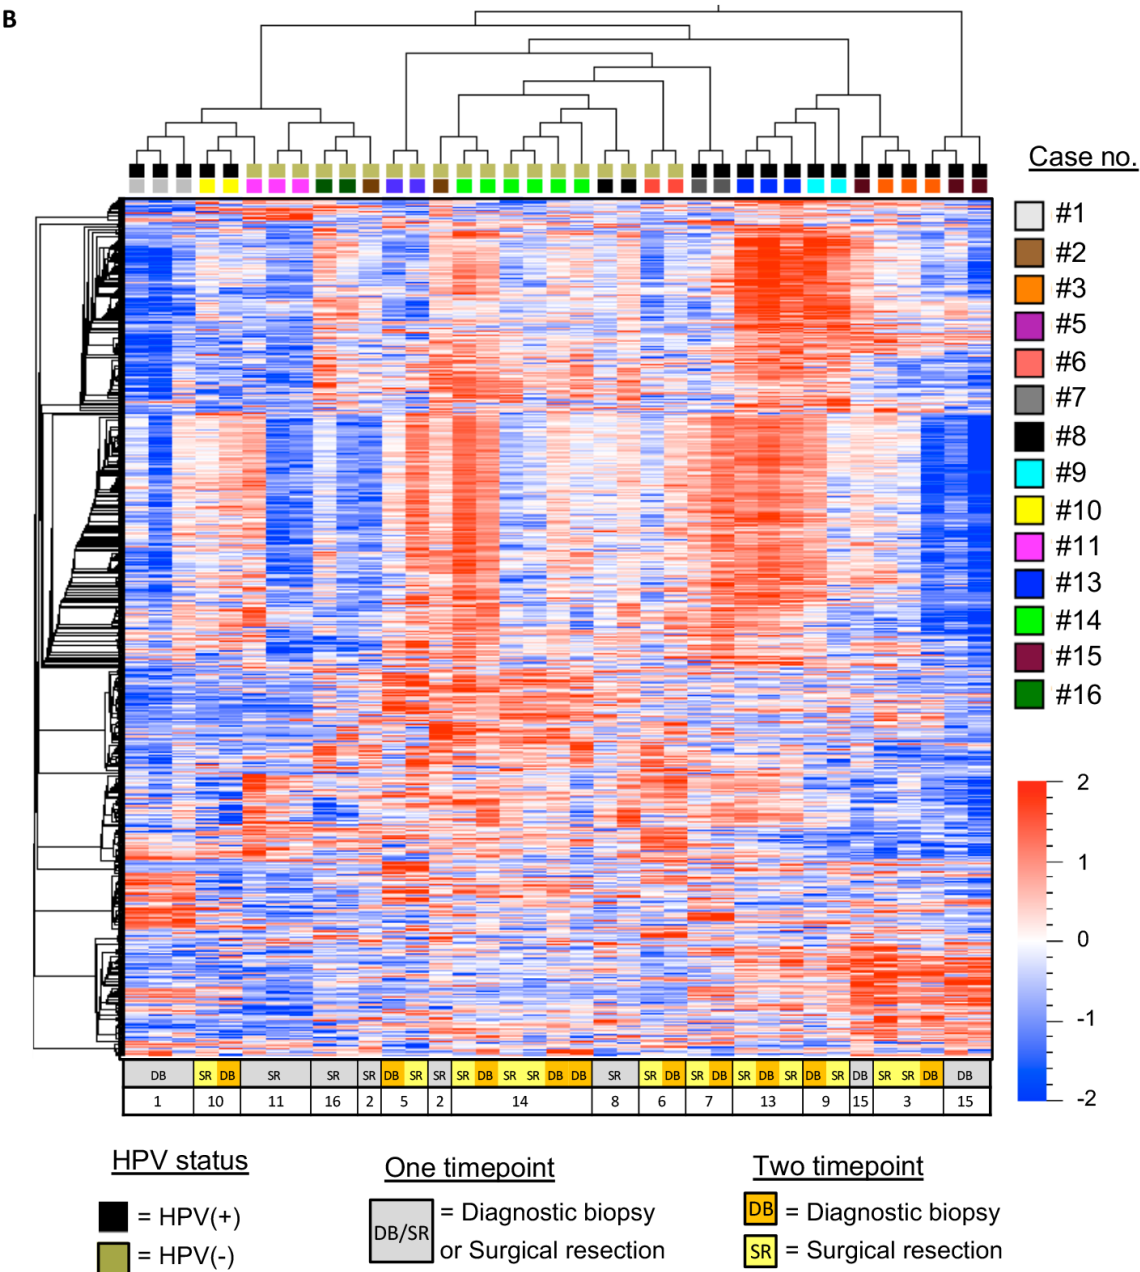 B
Case no.
#1
#2
#3
#5
#6
#7
#8
#9
#10
#11
#13
#14
#15
#16
2
1
0
-1
-2
DB SR DB SR SR SR DB SR SR SR DB SR SR DB DB SR SR DB SR DB SR DB SR DB SR DB SR SR DB DB
1 10 11 16 2 5 2 14 8 6 7 13 9 15 3 15
HPV status
= HPV(+)
= HPV(-)
One timepoint
DB/SR = Diagnostic biopsy
or Surgical resection
Two timepoint
DB = Diagnostic biopsy
SR = Surgical resection